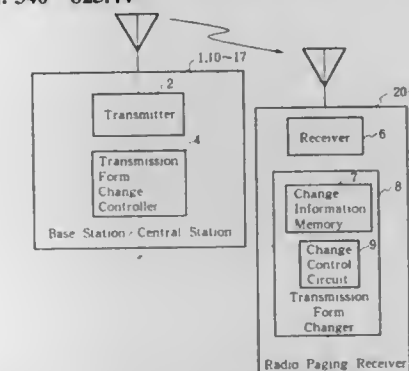 1,10~17
2
Transmitter
4
Transmission
Form
Change
Controller
Base Station · Central Station
20
Receiver
6
7
8
Change
Information
Memory
Change
9
Control
Circuit
Transmission
Form
Changer
Radio Paging Receiver